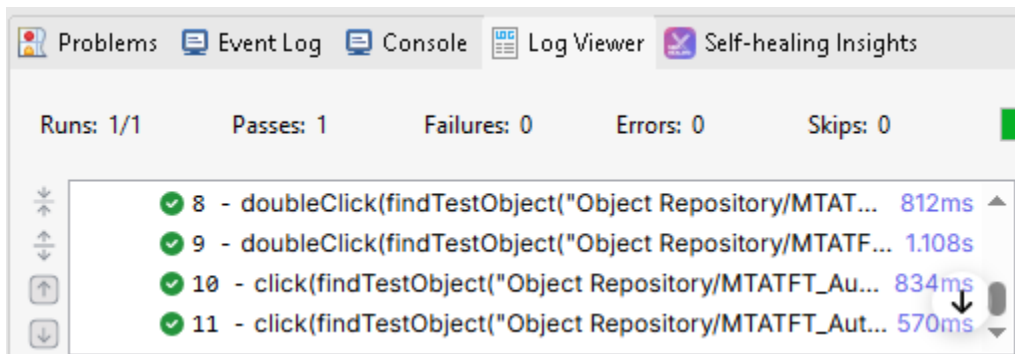 Problems Event Log Console Log Viewer Self-healing Insights
Runs: 1/1 Passes: 1 Failures: 0 Errors: 0 Skips: 0
8 - doubleClick(findTestObject("Object Repository/MTAT... 812ms
9 - doubleClick(findTestObject("Object Repository/MTATF... 1.108s
10 - click(findTestObject("Object Repository/MTATFT_Au... 834ms
11 - click(findTestObject("Object Repository/MTATFT_Aut... 570ms